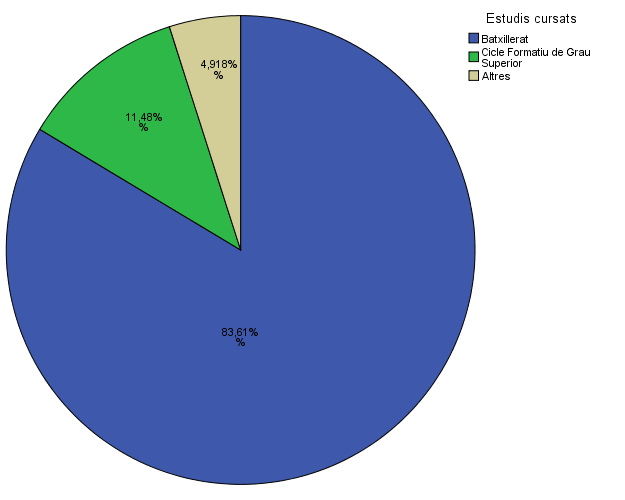 Estudis cursats
Batxillerat
Cicle Formatiu de Grau
Superior
Altres
4,918%
%
11,48%
%
83,61%
%